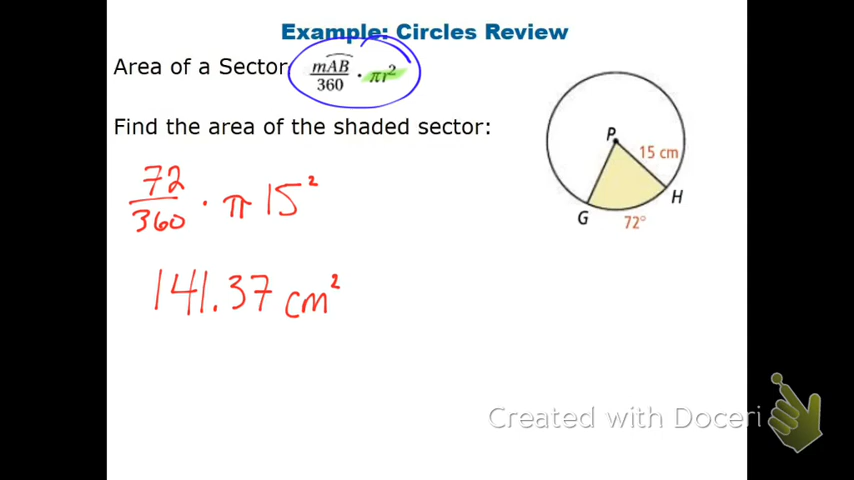 Example: Circles Review
Area of a Sector mAB/360 · πr²
Find the area of the shaded sector:
72/360 · π 15²
141.37 cm²
P
15 cm
H
G
72°
Created with Doceri